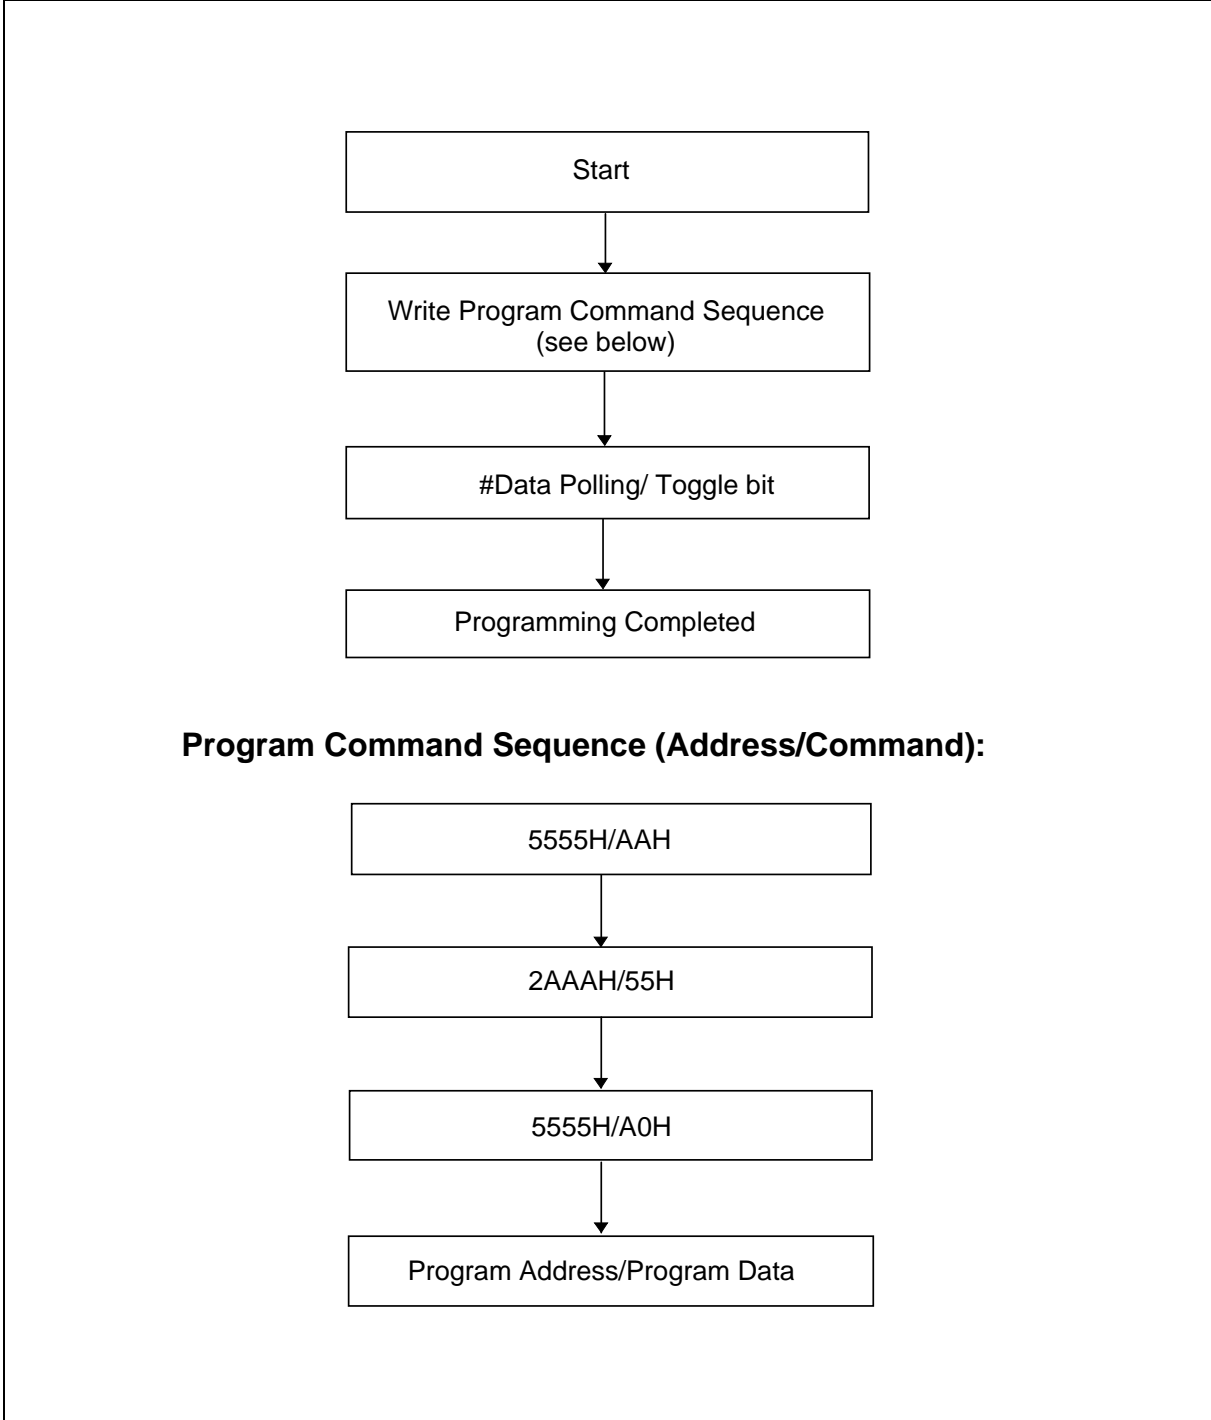 Start
Write Program Command Sequence
(see below)
#Data Polling/ Toggle bit
Programming Completed
Program Command Sequence (Address/Command):
5555H/AAH
2AAAH/55H
5555H/A0H
Program Address/Program Data